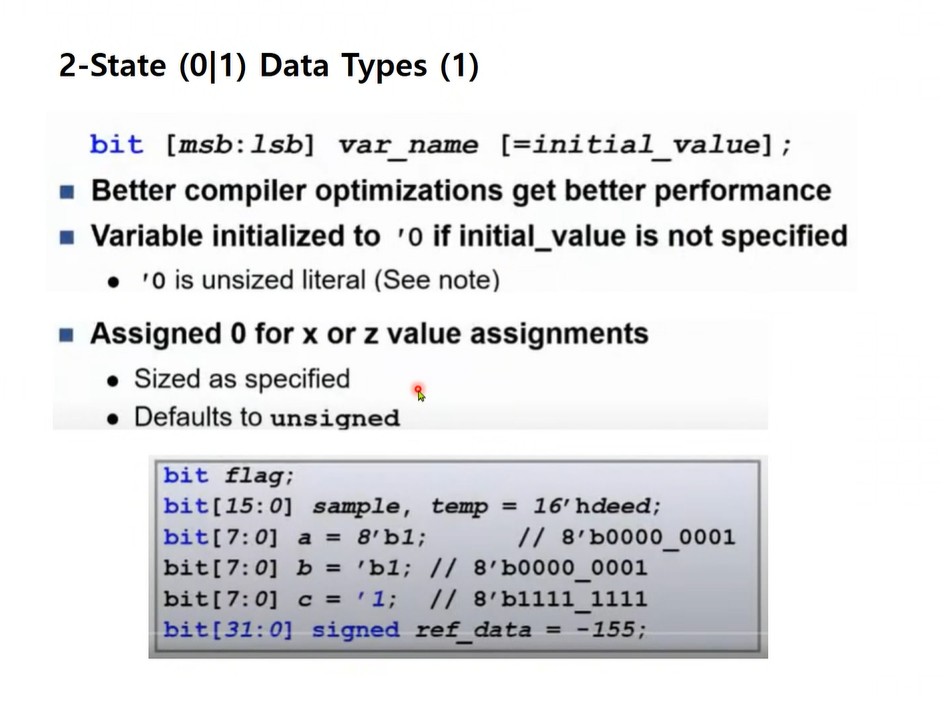 2-State (0|1) Data Types (1)
bit [msb:lsb] var_name [=initial_value];
Better compiler optimizations get better performance
Variable initialized to '0 if initial_value is not specified
'0 is unsized literal (See note)
Assigned 0 for x or z value assignments
Sized as specified
Defaults to unsigned
bit flag;
bit[15:0] sample, temp = 16'hdeed;
bit[7:0] a = 8'b1; // 8'b0000_0001
bit[7:0] b = 'b1; // 8'b0000_0001
bit[7:0] c = '1; // 8'b1111_1111
bit[31:0] signed ref_data = -155;